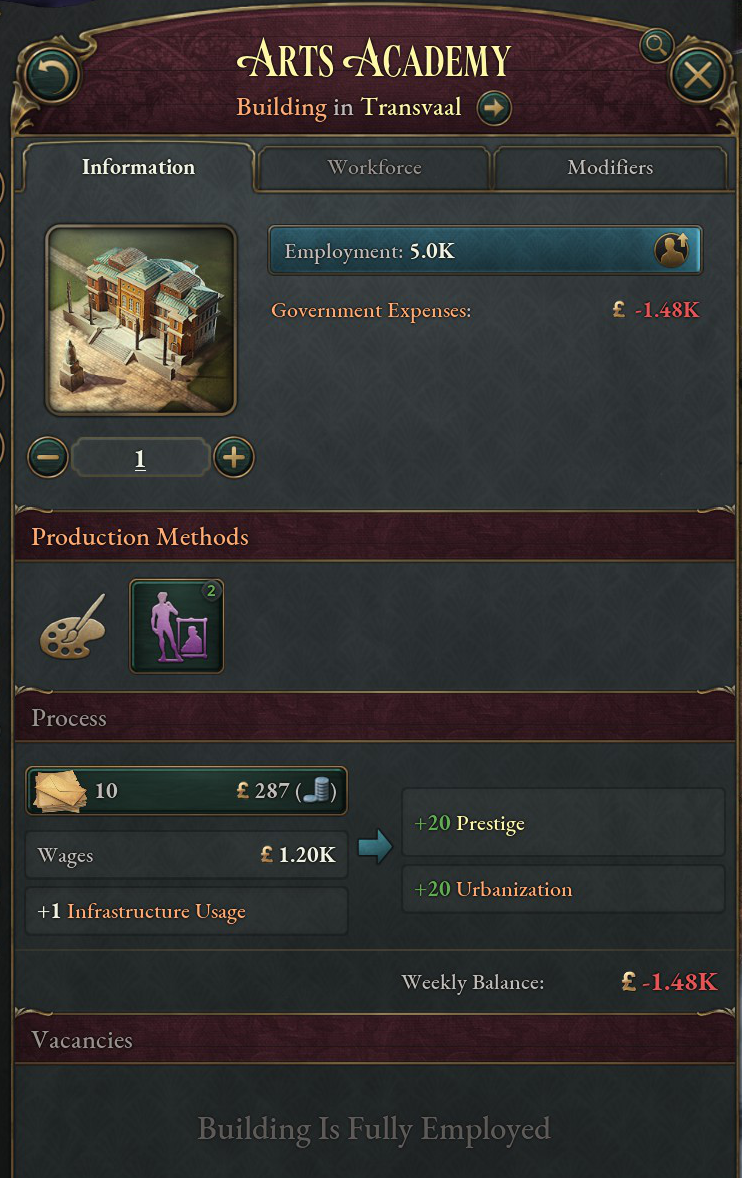 ARTS ACADEMY
Building in Transvaal
Information
Workforce
Modifiers
Employment: 5.0K
Government Expenses:
£ -1.48K
1
Production Methods
2
Process
10
£ 287 ( )
+20 Prestige
Wages
£ 1.20K
+20 Urbanization
+1 Infrastructure Usage
Weekly Balance:
£ -1.48K
Vacancies
Building Is Fully Employed